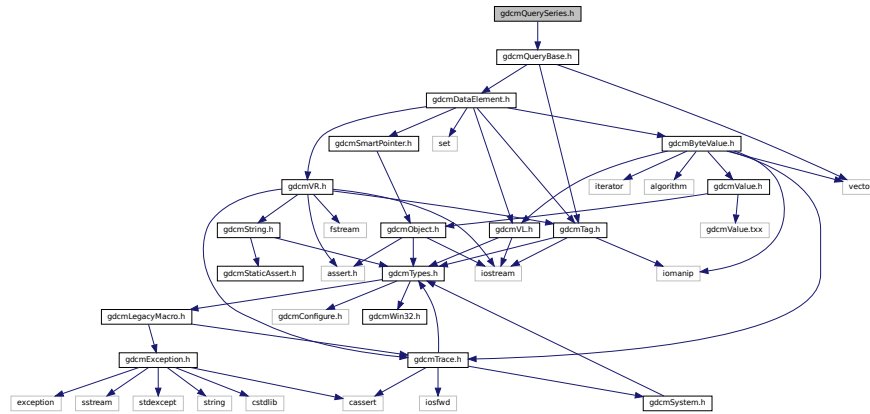 gdcmQuerySeries.h
gdcmQueryBase.h
gdcmDataElement.h
gdcmSmartPointer.h
set
gdcmByteValue.h
gdcmVR.h
iterator
algorithm
gdcmValue.h
vecto
gdcmString.h
fstream
gdcmObject.h
gdcmVL.h
gdcmTag.h
gdcmValue.txx
gdcmStaticAssert.h
assert.h
gdcmTypes.h
iostream
iomanip
gdcmLegacyMacro.h
gdcmConfigure.h
gdcmWin32.h
gdcmException.h
gdcmTrace.h
exception
sstream
stdexcept
string
cstdlib
cassert
iosfwd
gdcmSystem.h